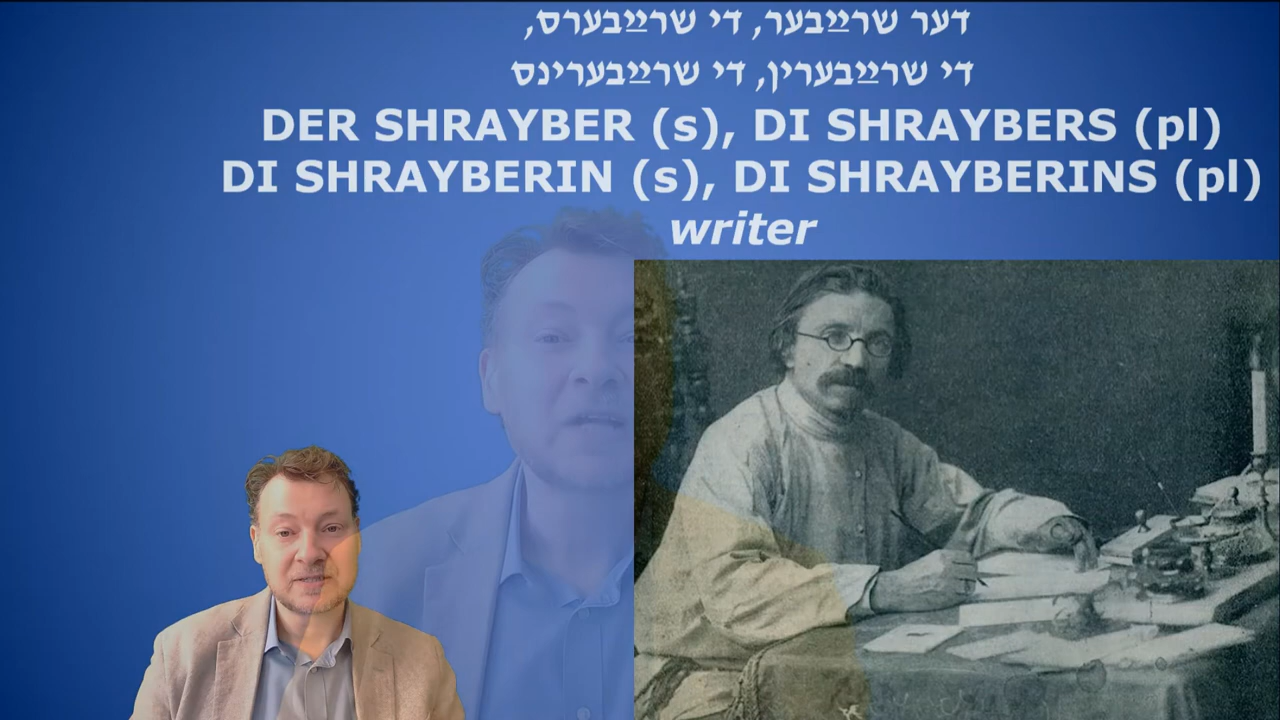 דער שרײַבער, די שרײַבערס,
די שרײַבערין, די שרײַבערינס
DER SHRAYBER (s), DI SHRAYBERS (pl)
DI SHRAYBERIN (s), DI SHRAYBERINS (pl)
writer